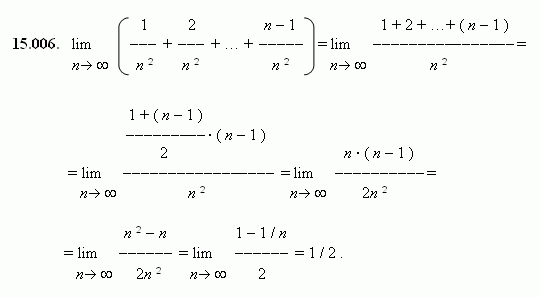 15.006. lim n→∞ ( 1/n² + 2/n² + ... + (n − 1)/n² ) = lim n→∞ (1 + 2 + ... + ( n − 1 ))/n² =
= lim n→∞ ((1 + ( n − 1 ))/2 · ( n − 1 ))/n² = lim n→∞ (n · ( n − 1 ))/2n² =
= lim n→∞ (n² − n)/2n² = lim n→∞ (1 − 1 / n)/2 = 1 / 2 .